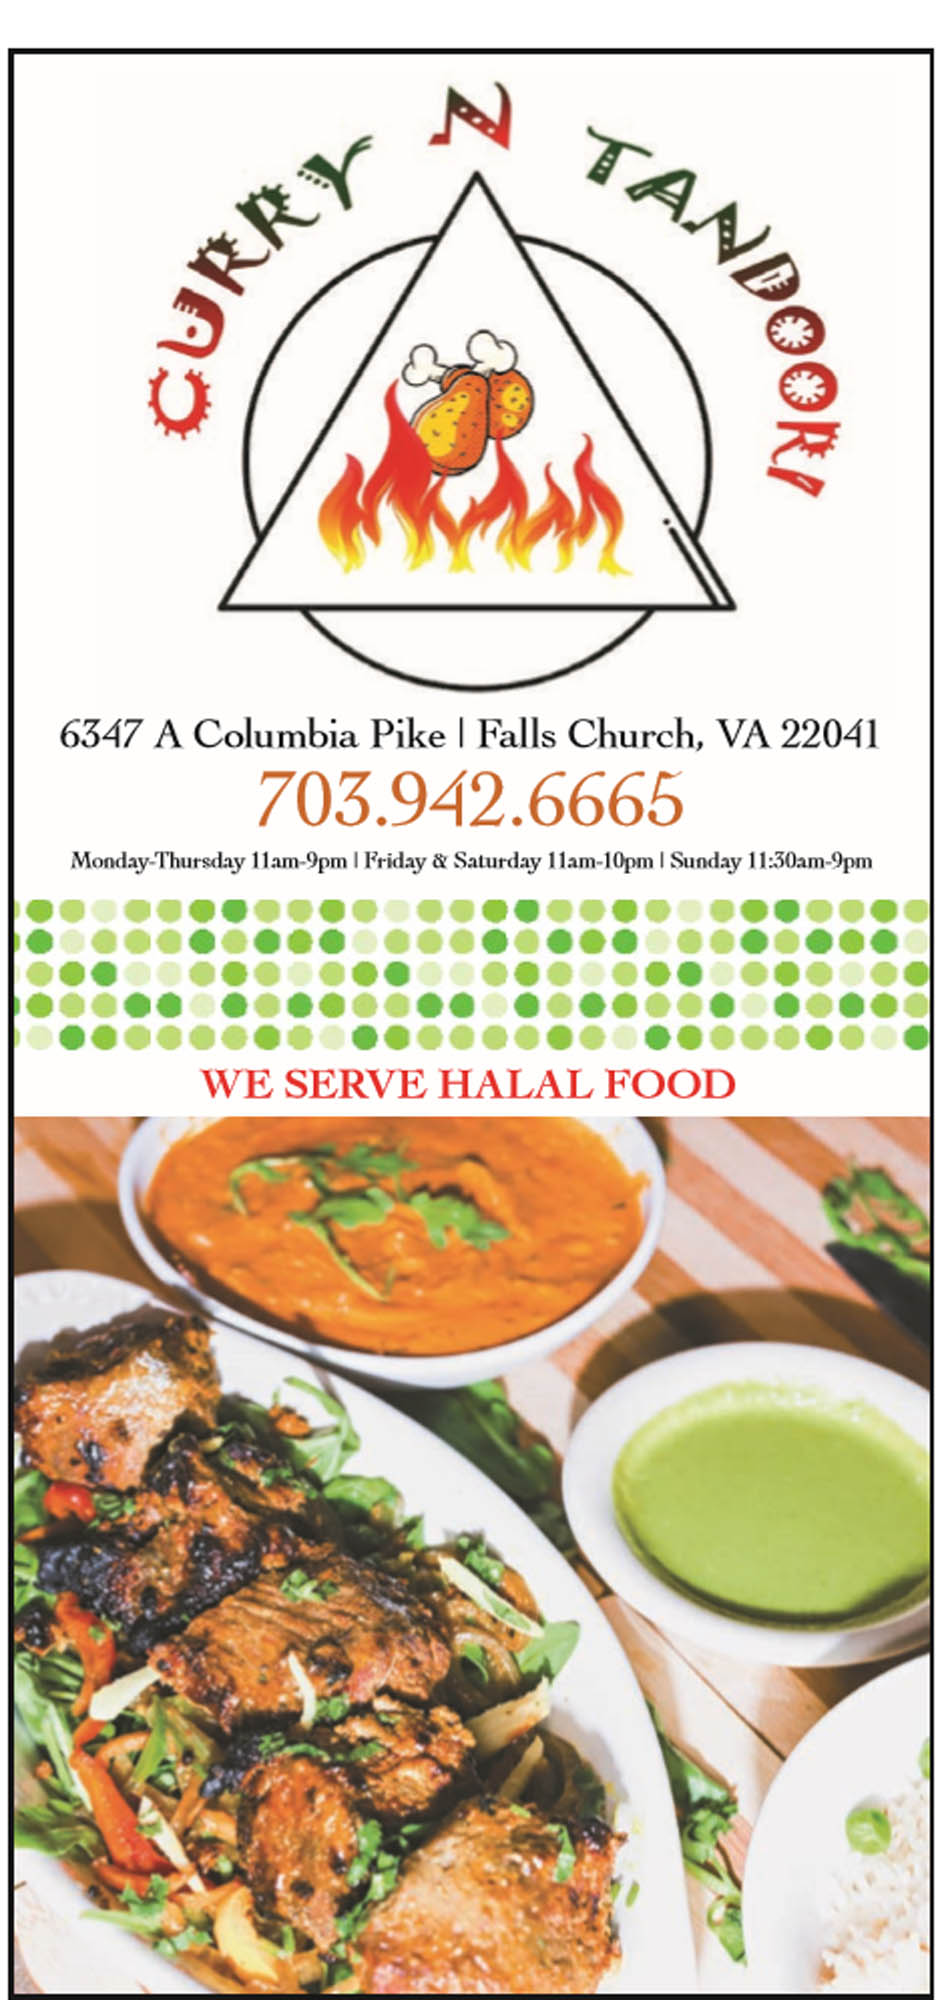 CURRY N TANDOORI
6347 A Columbia Pike | Falls Church, VA 22041
703.942.6665
Monday-Thursday 11am-9pm | Friday & Saturday 11am-10pm | Sunday 11:30am-9pm
WE SERVE HALAL FOOD